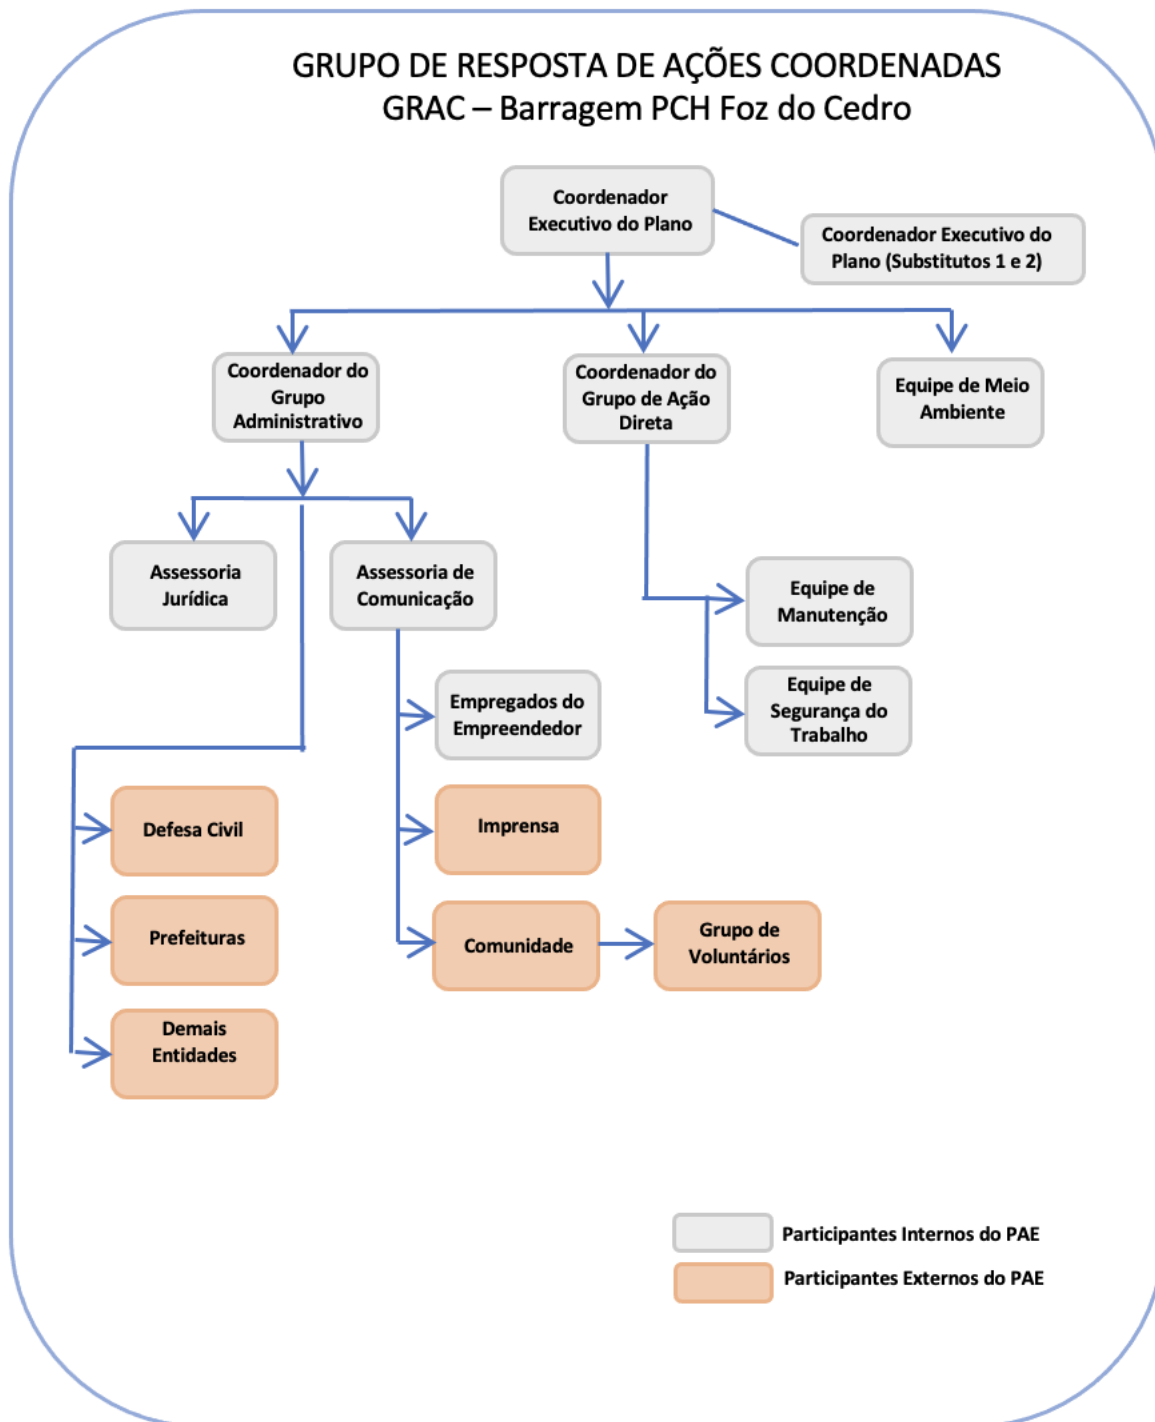 GRUPO DE RESPOSTA DE AÇÕES COORDENADAS
GRAC – Barragem PCH Foz do Cedro
Coordenador
Executivo do Plano
Coordenador Executivo do
Plano (Substitutos 1 e 2)
Coordenador do
Grupo
Administrativo
Coordenador do
Grupo de Ação
Direta
Equipe de Meio
Ambiente
Assessoria
Jurídica
Assessoria de
Comunicação
Equipe de
Manutenção
Empregados do
Empreendedor
Equipe de
Segurança do
Trabalho
Defesa Civil
Imprensa
Prefeituras
Comunidade
Grupo de
Voluntários
Demais
Entidades
Participantes Internos do PAE
Participantes Externos do PAE